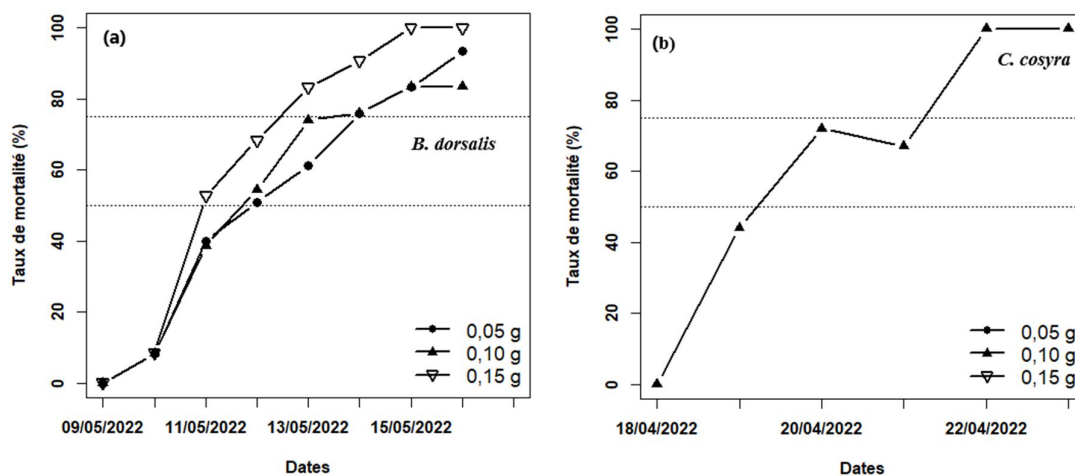 (a)
Taux de mortalité (%)
100
80
60
40
20
0
B. dorsalis
0,05 g
0,10 g
0,15 g
09/05/2022 11/05/2022 13/05/2022 15/05/2022
Dates
(b)
Taux de mortalité (%)
100
80
60
40
20
0
C. cosyra
0,05 g
0,10 g
0,15 g
18/04/2022 20/04/2022 22/04/2022
Dates